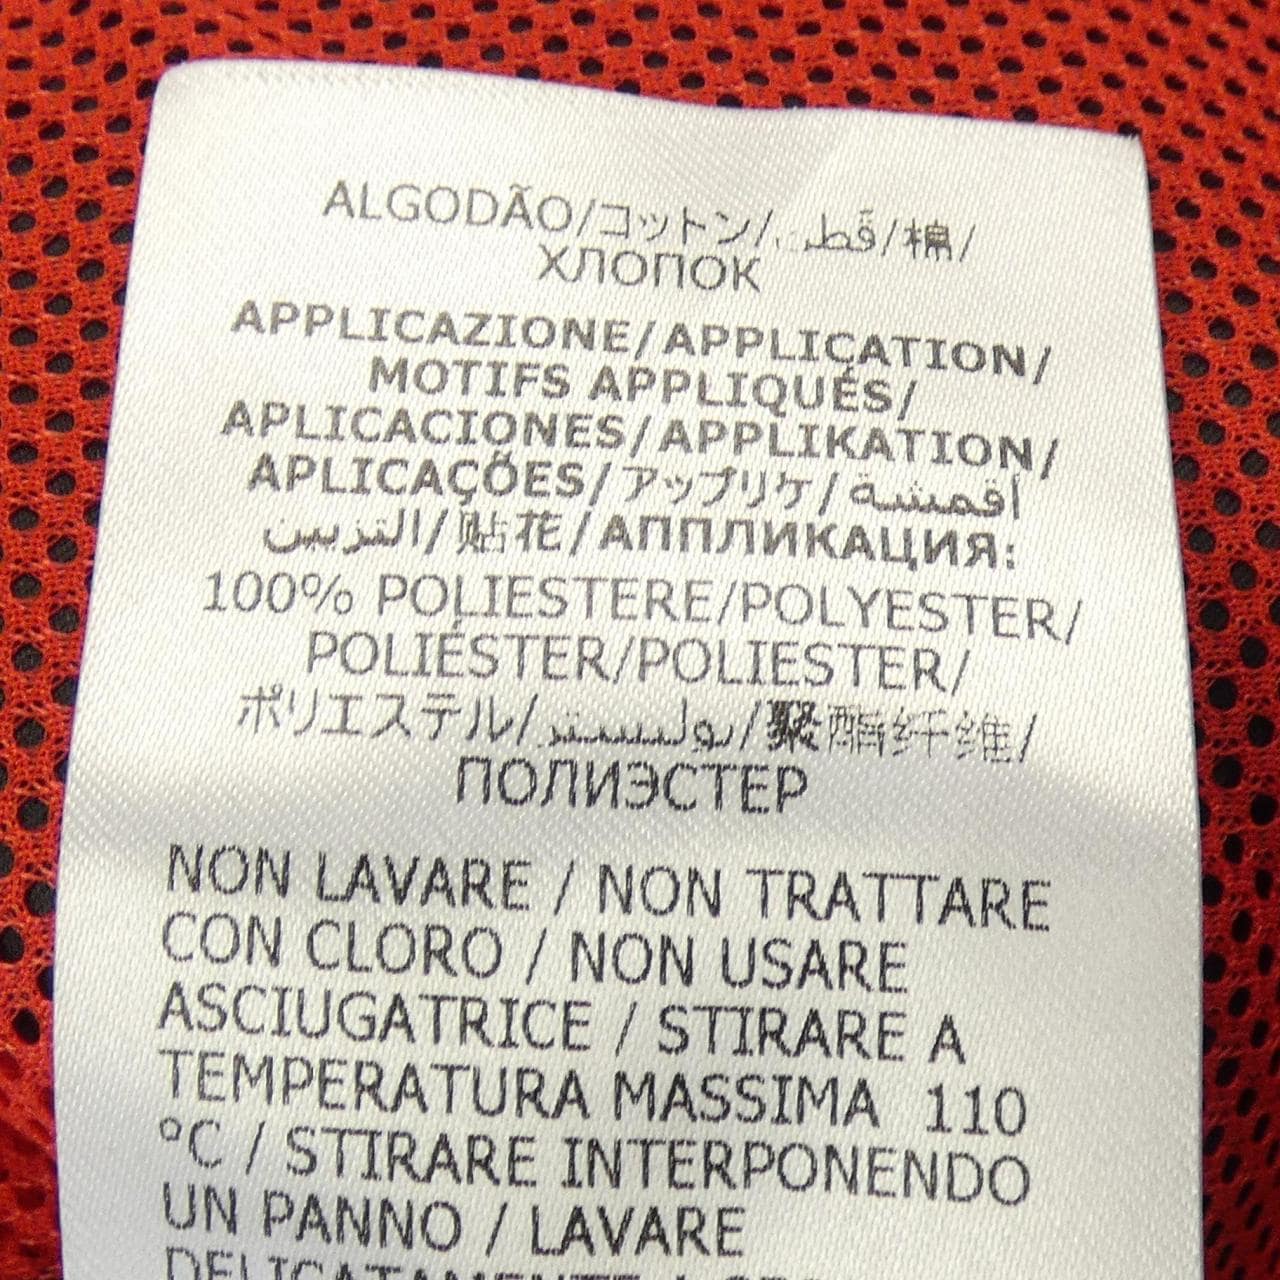 ALGODÃO/コットン/قطن/棉/
ХЛОПОК
APPLICAZIONE/APPLICATION/
MOTIFS APPLIQUÉS/
APLICACIONES/APPLIKATION/
APLICAÇÕES/アップリケ/أقمشة
التزيين/贴花/АППЛИКАЦИЯ:
100% POLIESTERE/POLYESTER/
POLIÉSTER/POLIESTER/
ポリエステル/بوليستر/聚酯纤维/
ПОЛИЭСТЕР
NON LAVARE / NON TRATTARE
CON CLORO / NON USARE
ASCIUGATRICE / STIRARE A
TEMPERATURA MASSIMA 110
°C / STIRARE INTERPONENDO
UN PANNO / LAVARE
DELICATAMENTE /